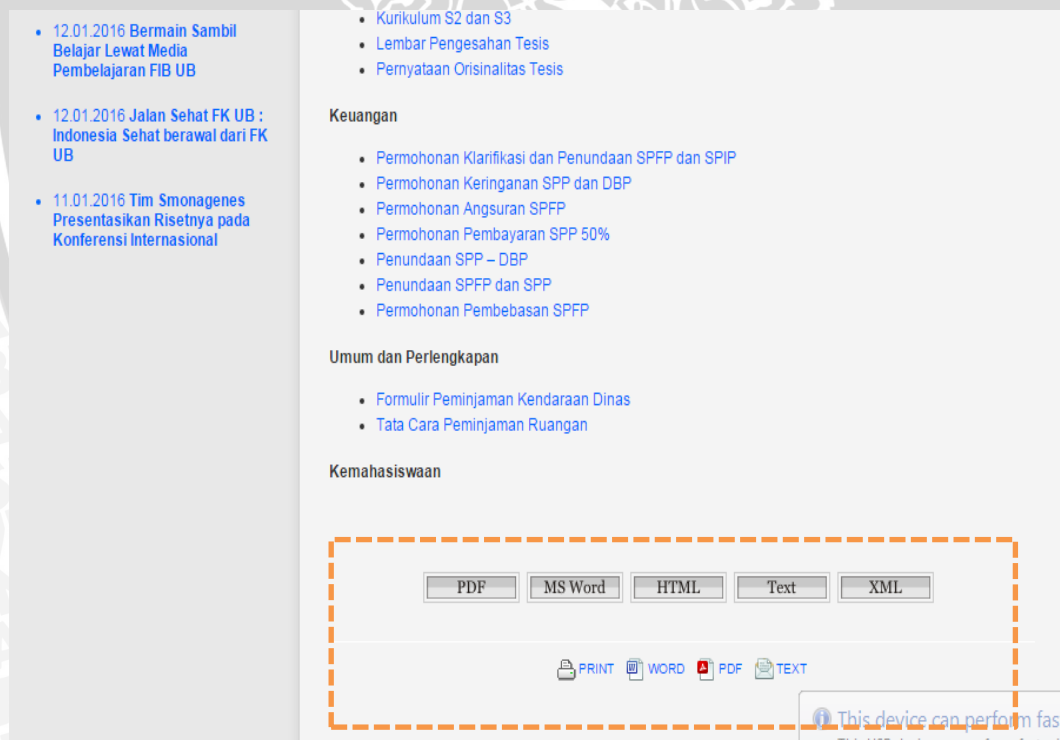 12.01.2016 Bermain Sambil
Belajar Lewat Media
Pembelajaran FIB UB
12.01.2016 Jalan Sehat FK UB :
Indonesia Sehat berawal dari FK
UB
11.01.2016 Tim Smonagenes
Presentasikan Risetnya pada
Konferensi Internasional
Kurikulum S2 dan S3
Lembar Pengesahan Tesis
Pernyataan Orisinalitas Tesis
Keuangan
Permohonan Klarifikasi dan Penundaan SPFP dan SPIP
Permohonan Keringanan SPP dan DBP
Permohonan Angsuran SPFP
Permohonan Pembayaran SPP 50%
Penundaan SPP – DBP
Penundaan SPFP dan SPP
Permohonan Pembebasan SPFP
Umum dan Perlengkapan
Formulir Peminjaman Kendaraan Dinas
Tata Cara Peminjaman Ruangan
Kemahasiswaan
PDF MS Word HTML Text XML
PRINT WORD PDF TEXT
This device can perform fas